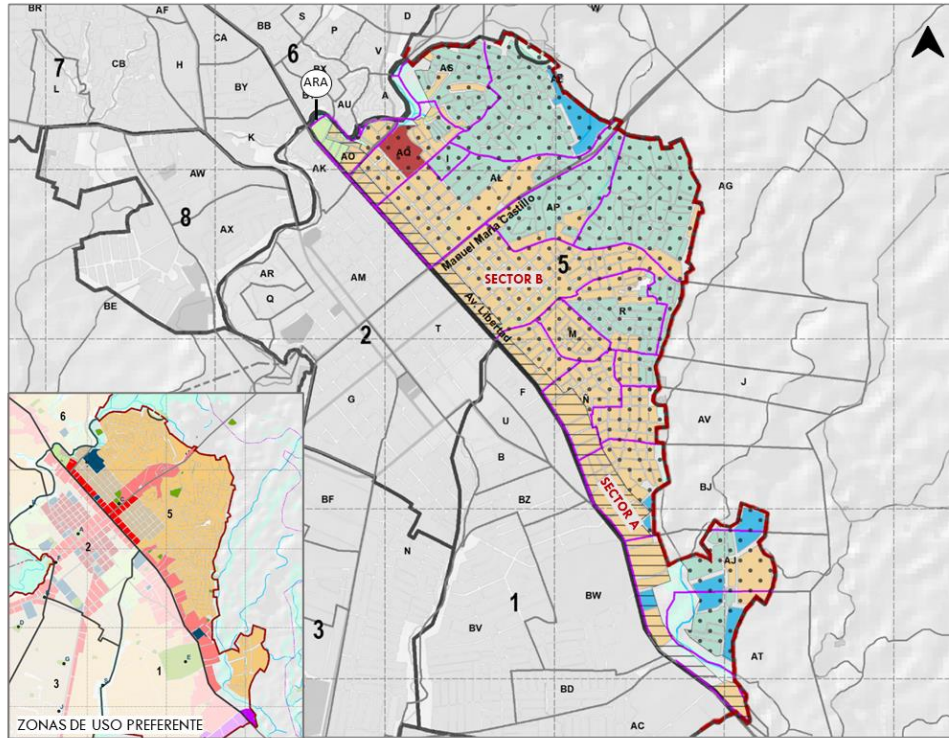 BR
AF
BB
S
P
D
W
CA
6
V
7
CB
H
BX
AS
AZ
L
ARA
BY
AU
A
K
AO
AQ
I
AK
AW
AL
AG
8
AX
AP
Manuel María Castillo
5
AR
AM
SECTOR B
Q
BE
Av. Libertad
R
2
T
M
J
G
F
Ñ
U
AV
B
BJ
BF
BZ
SECTOR A
N
AJ
1
BW
3
BV
AT
BD
AC
6
5
2
1
3
ZONAS DE USO PREFERENTE